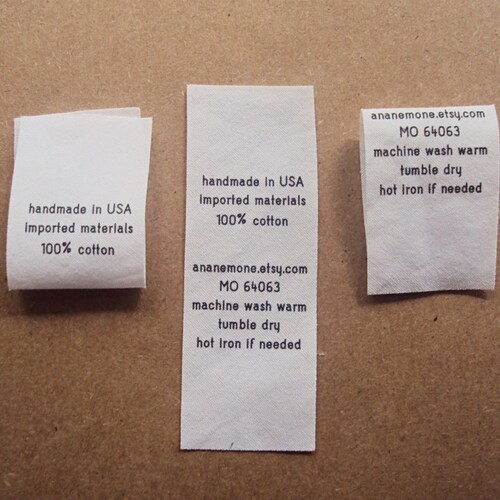 handmade in USA
imported materials
100% cotton
handmade in USA
imported materials
100% cotton
ananemone.etsy.com
MO 64063
machine wash warm
tumble dry
hot iron if needed
ananemone.etsy.com
MO 64063
machine wash warm
tumble dry
hot iron if needed